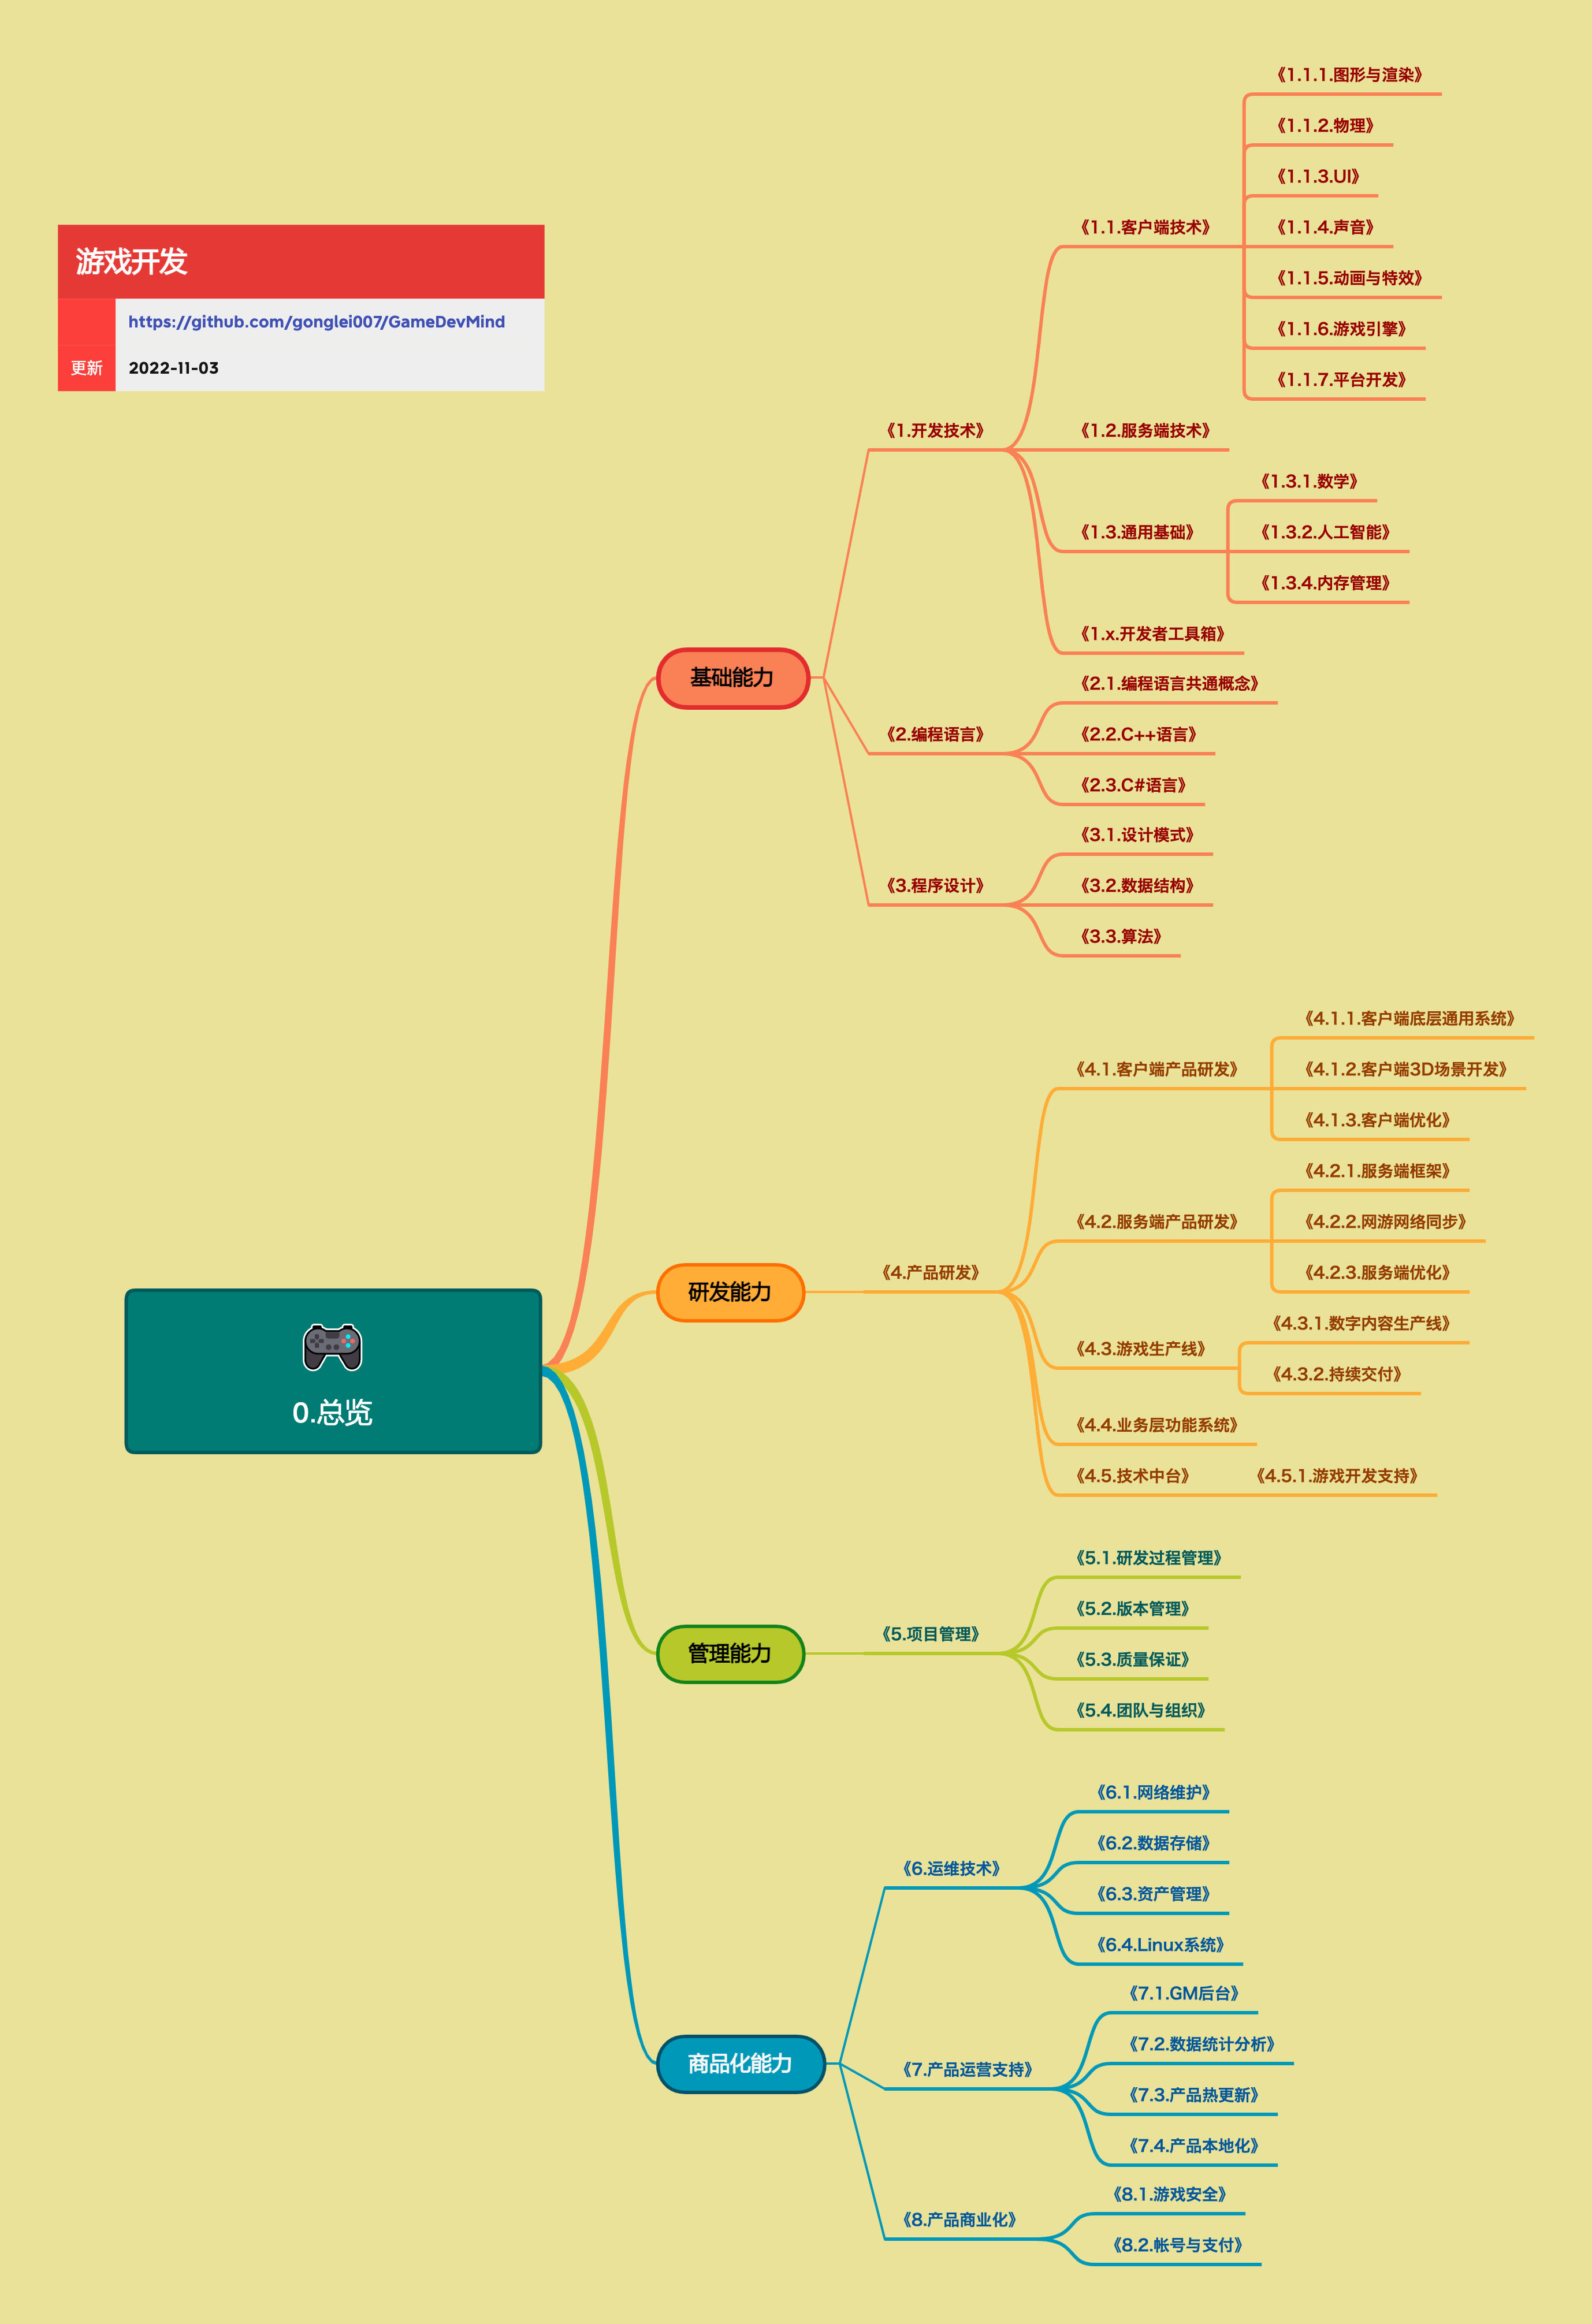 游戏开发
https://github.com/gonglei007/GameDevMind
更新 2022-11-03
0.总览
基础能力
《1.开发技术》
《1.1.客户端技术》
《1.1.1.图形与渲染》
《1.1.2.物理》
《1.1.3.UI》
《1.1.4.声音》
《1.1.5.动画与特效》
《1.1.6.游戏引擎》
《1.1.7.平台开发》
《1.2.服务端技术》
《1.3.通用基础》
《1.3.1.数学》
《1.3.2.人工智能》
《1.3.4.内存管理》
《1.x.开发者工具箱》
《2.编程语言》
《2.1.编程语言共通概念》
《2.2.C++语言》
《2.3.C#语言》
《3.程序设计》
《3.1.设计模式》
《3.2.数据结构》
《3.3.算法》
研发能力
《4.产品研发》
《4.1.客户端产品研发》
《4.1.1.客户端底层通用系统》
《4.1.2.客户端3D场景开发》
《4.1.3.客户端优化》
《4.2.服务端产品研发》
《4.2.1.服务端框架》
《4.2.2.网游网络同步》
《4.2.3.服务端优化》
《4.3.游戏生产线》
《4.3.1.数字内容生产线》
《4.3.2.持续交付》
《4.4.业务层功能系统》
《4.5.技术中台》
《4.5.1.游戏开发支持》
管理能力
《5.项目管理》
《5.1.研发过程管理》
《5.2.版本管理》
《5.3.质量保证》
《5.4.团队与组织》
商品化能力
《6.运维技术》
《6.1.网络维护》
《6.2.数据存储》
《6.3.资产管理》
《6.4.Linux系统》
《7.产品运营支持》
《7.1.GM后台》
《7.2.数据统计分析》
《7.3.产品热更新》
《7.4.产品本地化》
《8.产品商业化》
《8.1.游戏安全》
《8.2.帐号与支付》